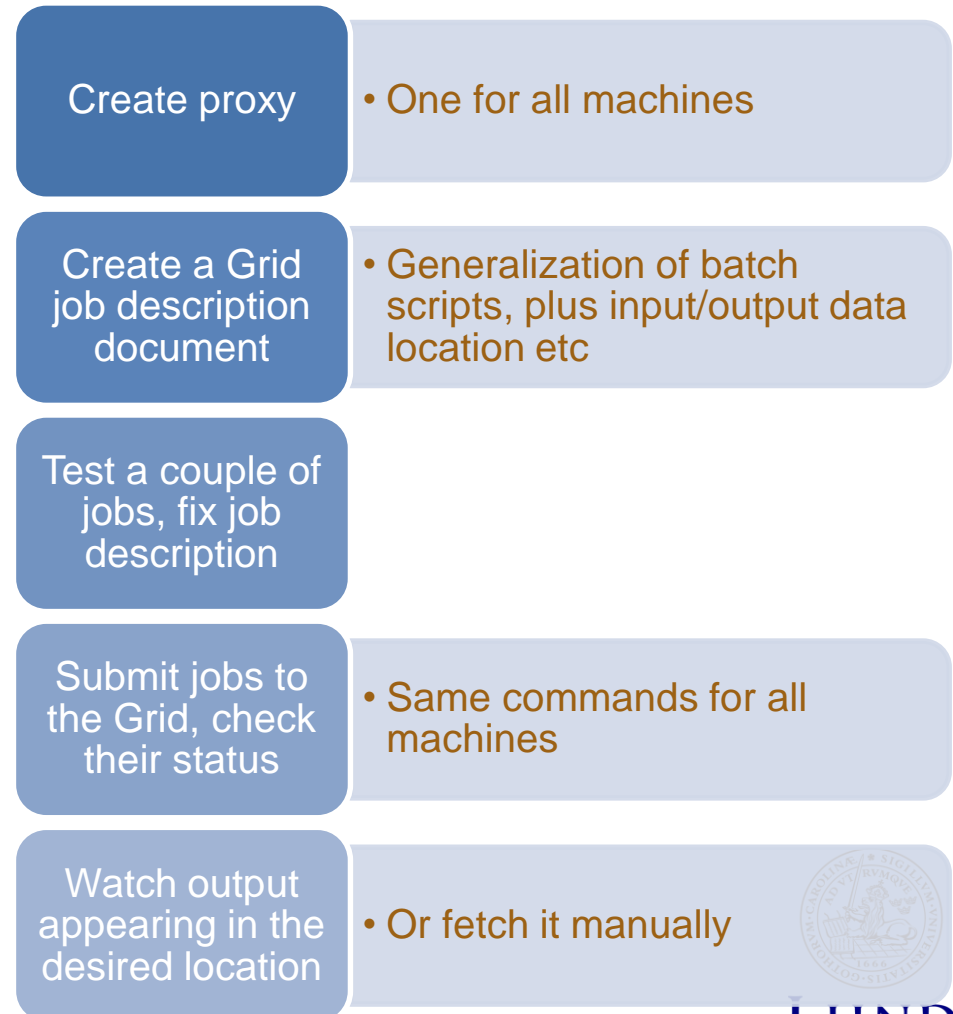 Create proxy
• One for all machines
Create a Grid
job description
document
• Generalization of batch
scripts, plus input/output data
location etc
Test a couple of
jobs, fix job
description
Submit jobs to
the Grid, check
their status
• Same commands for all
machines
Watch output
appearing in the
desired location
• Or fetch it manually